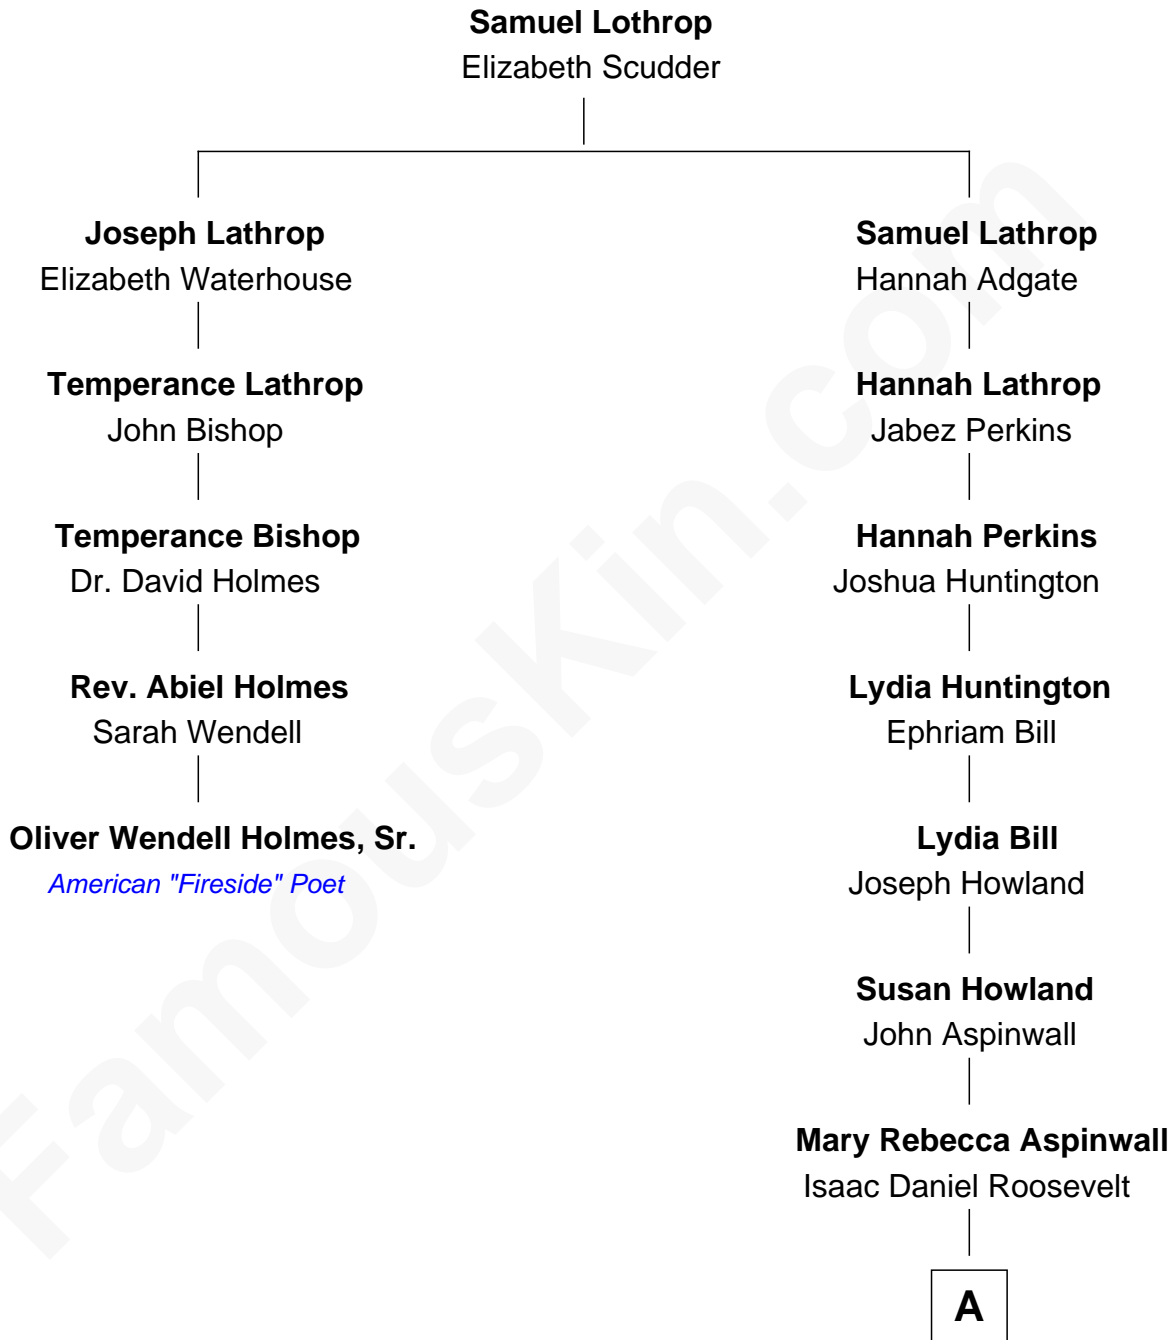 Samuel Lothrop
Elizabeth Scudder
Joseph Lathrop
Elizabeth Waterhouse
Temperance Lathrop
John Bishop
Temperance Bishop
Dr. David Holmes
Rev. Abiel Holmes
Sarah Wendell
Oliver Wendell Holmes, Sr.
American "Fireside" Poet
Samuel Lathrop
Hannah Adgate
Hannah Lathrop
Jabez Perkins
Hannah Perkins
Joshua Huntington
Lydia Huntington
Ephriam Bill
Lydia Bill
Joseph Howland
Susan Howland
John Aspinwall
Mary Rebecca Aspinwall
Isaac Daniel Roosevelt
A
FamousKin.com